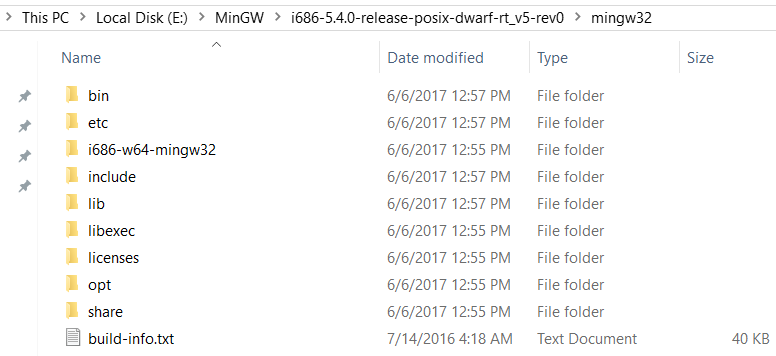 This PC > Local Disk (E:) > MinGW > i686-5.4.0-release-posix-dwarf-rt_v5-rev0 > mingw32
Name Date modified Type Size
bin 6/6/2017 12:57 PM File folder
etc 6/6/2017 12:57 PM File folder
i686-w64-mingw32 6/6/2017 12:55 PM File folder
include 6/6/2017 12:57 PM File folder
lib 6/6/2017 12:57 PM File folder
libexec 6/6/2017 12:55 PM File folder
licenses 6/6/2017 12:55 PM File folder
opt 6/6/2017 12:55 PM File folder
share 6/6/2017 12:55 PM File folder
build-info.txt 7/14/2016 4:18 AM Text Document 40 KB